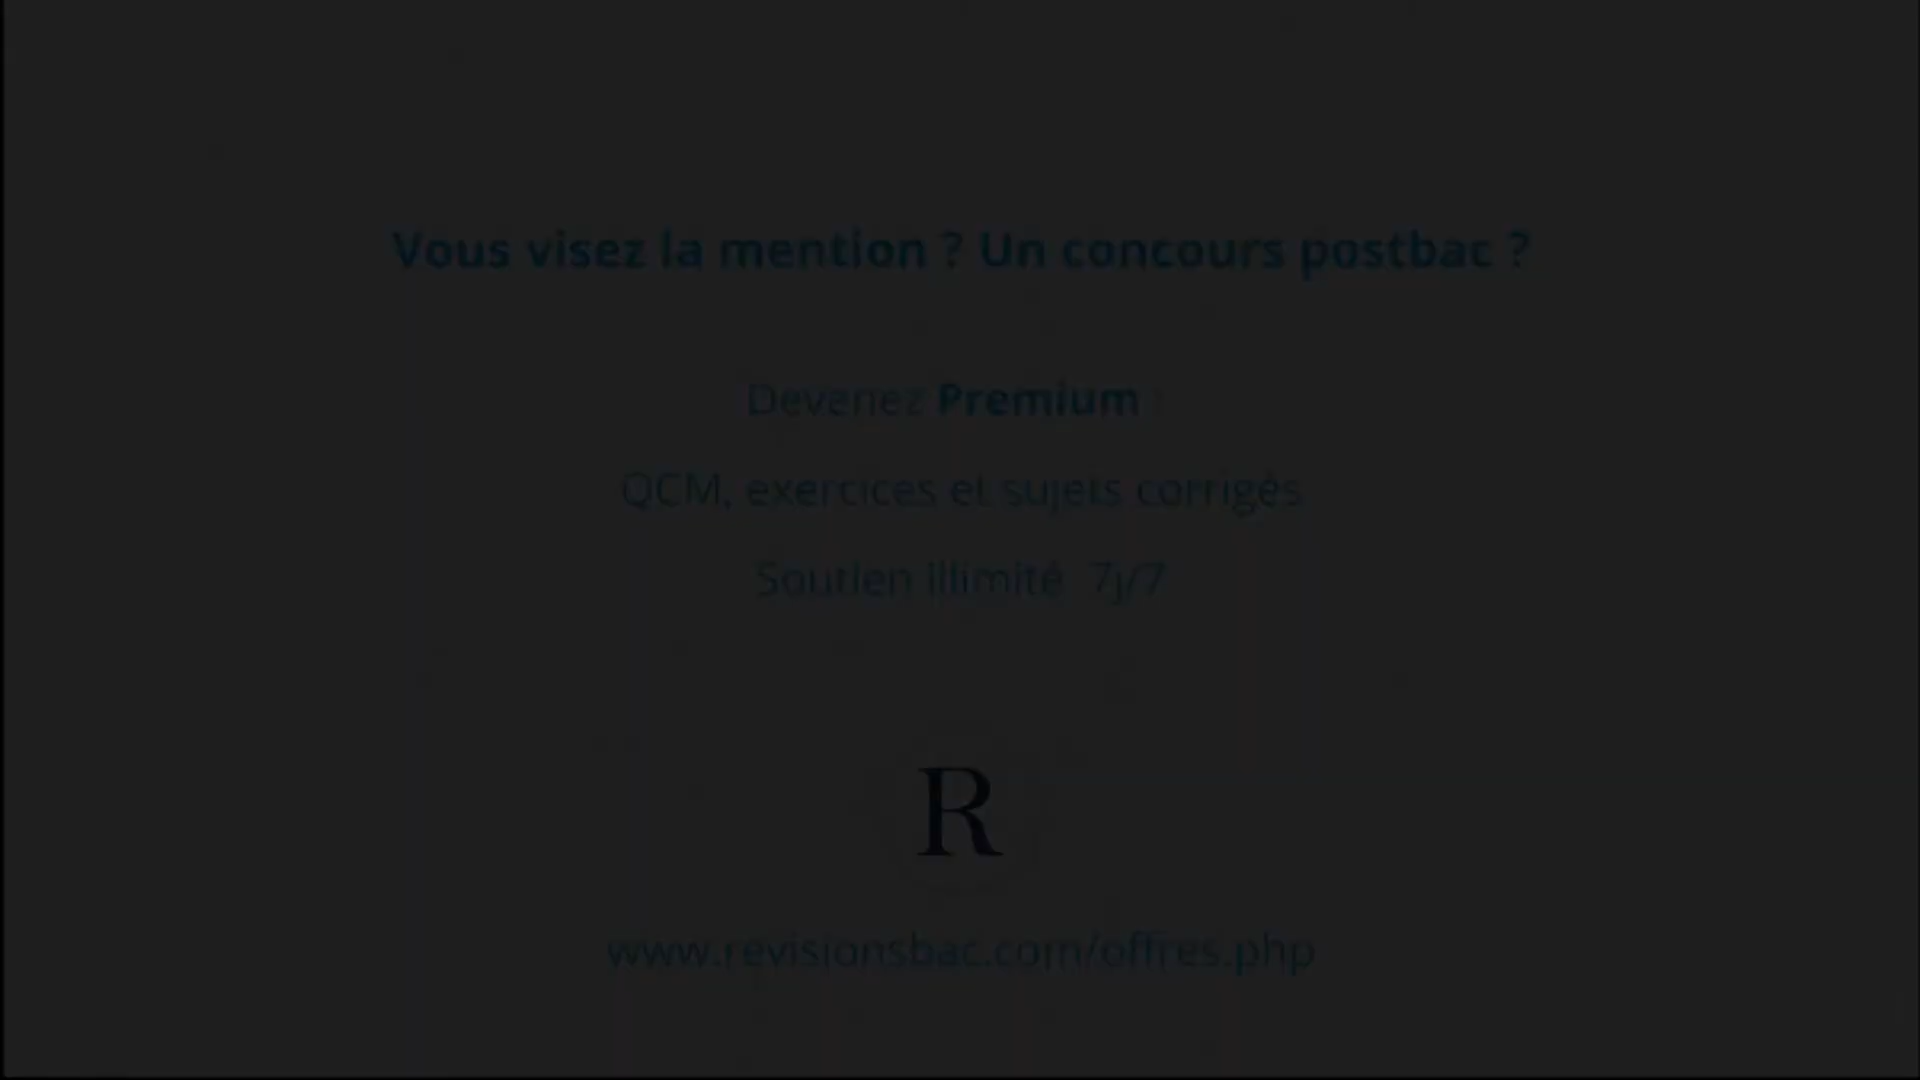 Vous visez la mention ? Un concours postbac ?
Devenez Premium :
QCM, exercices et sujets corrigés
Soutien illimité 7j/7
R
www.revisionsbac.com/offres.php